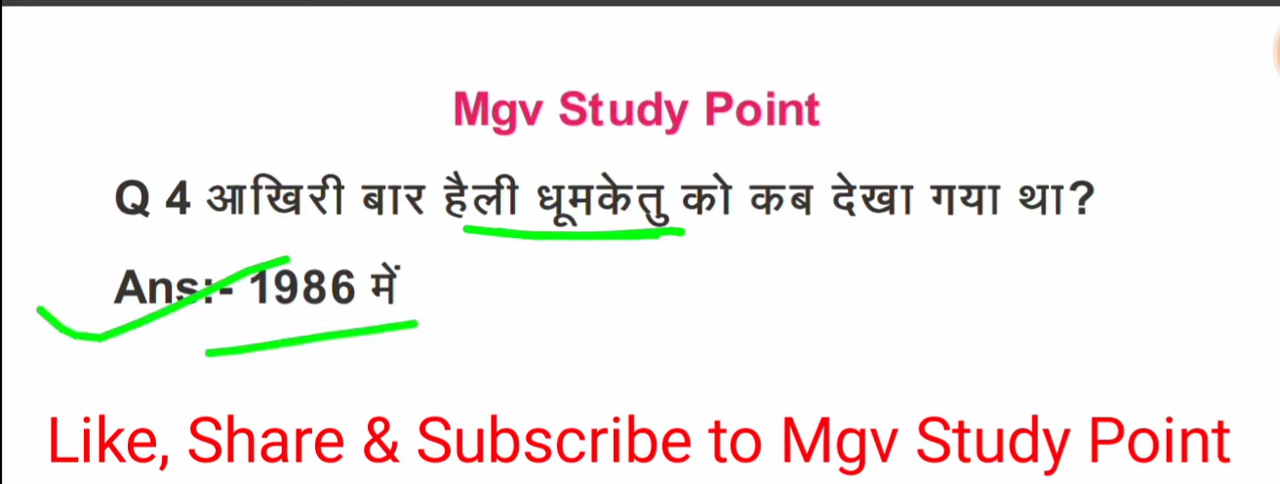 Mgv Study Point
Q 4 आखिरी बार हैली धूमकेतु को कब देखा गया था?
Ans:- 1986 में
Like, Share & Subscribe to Mgv Study Point